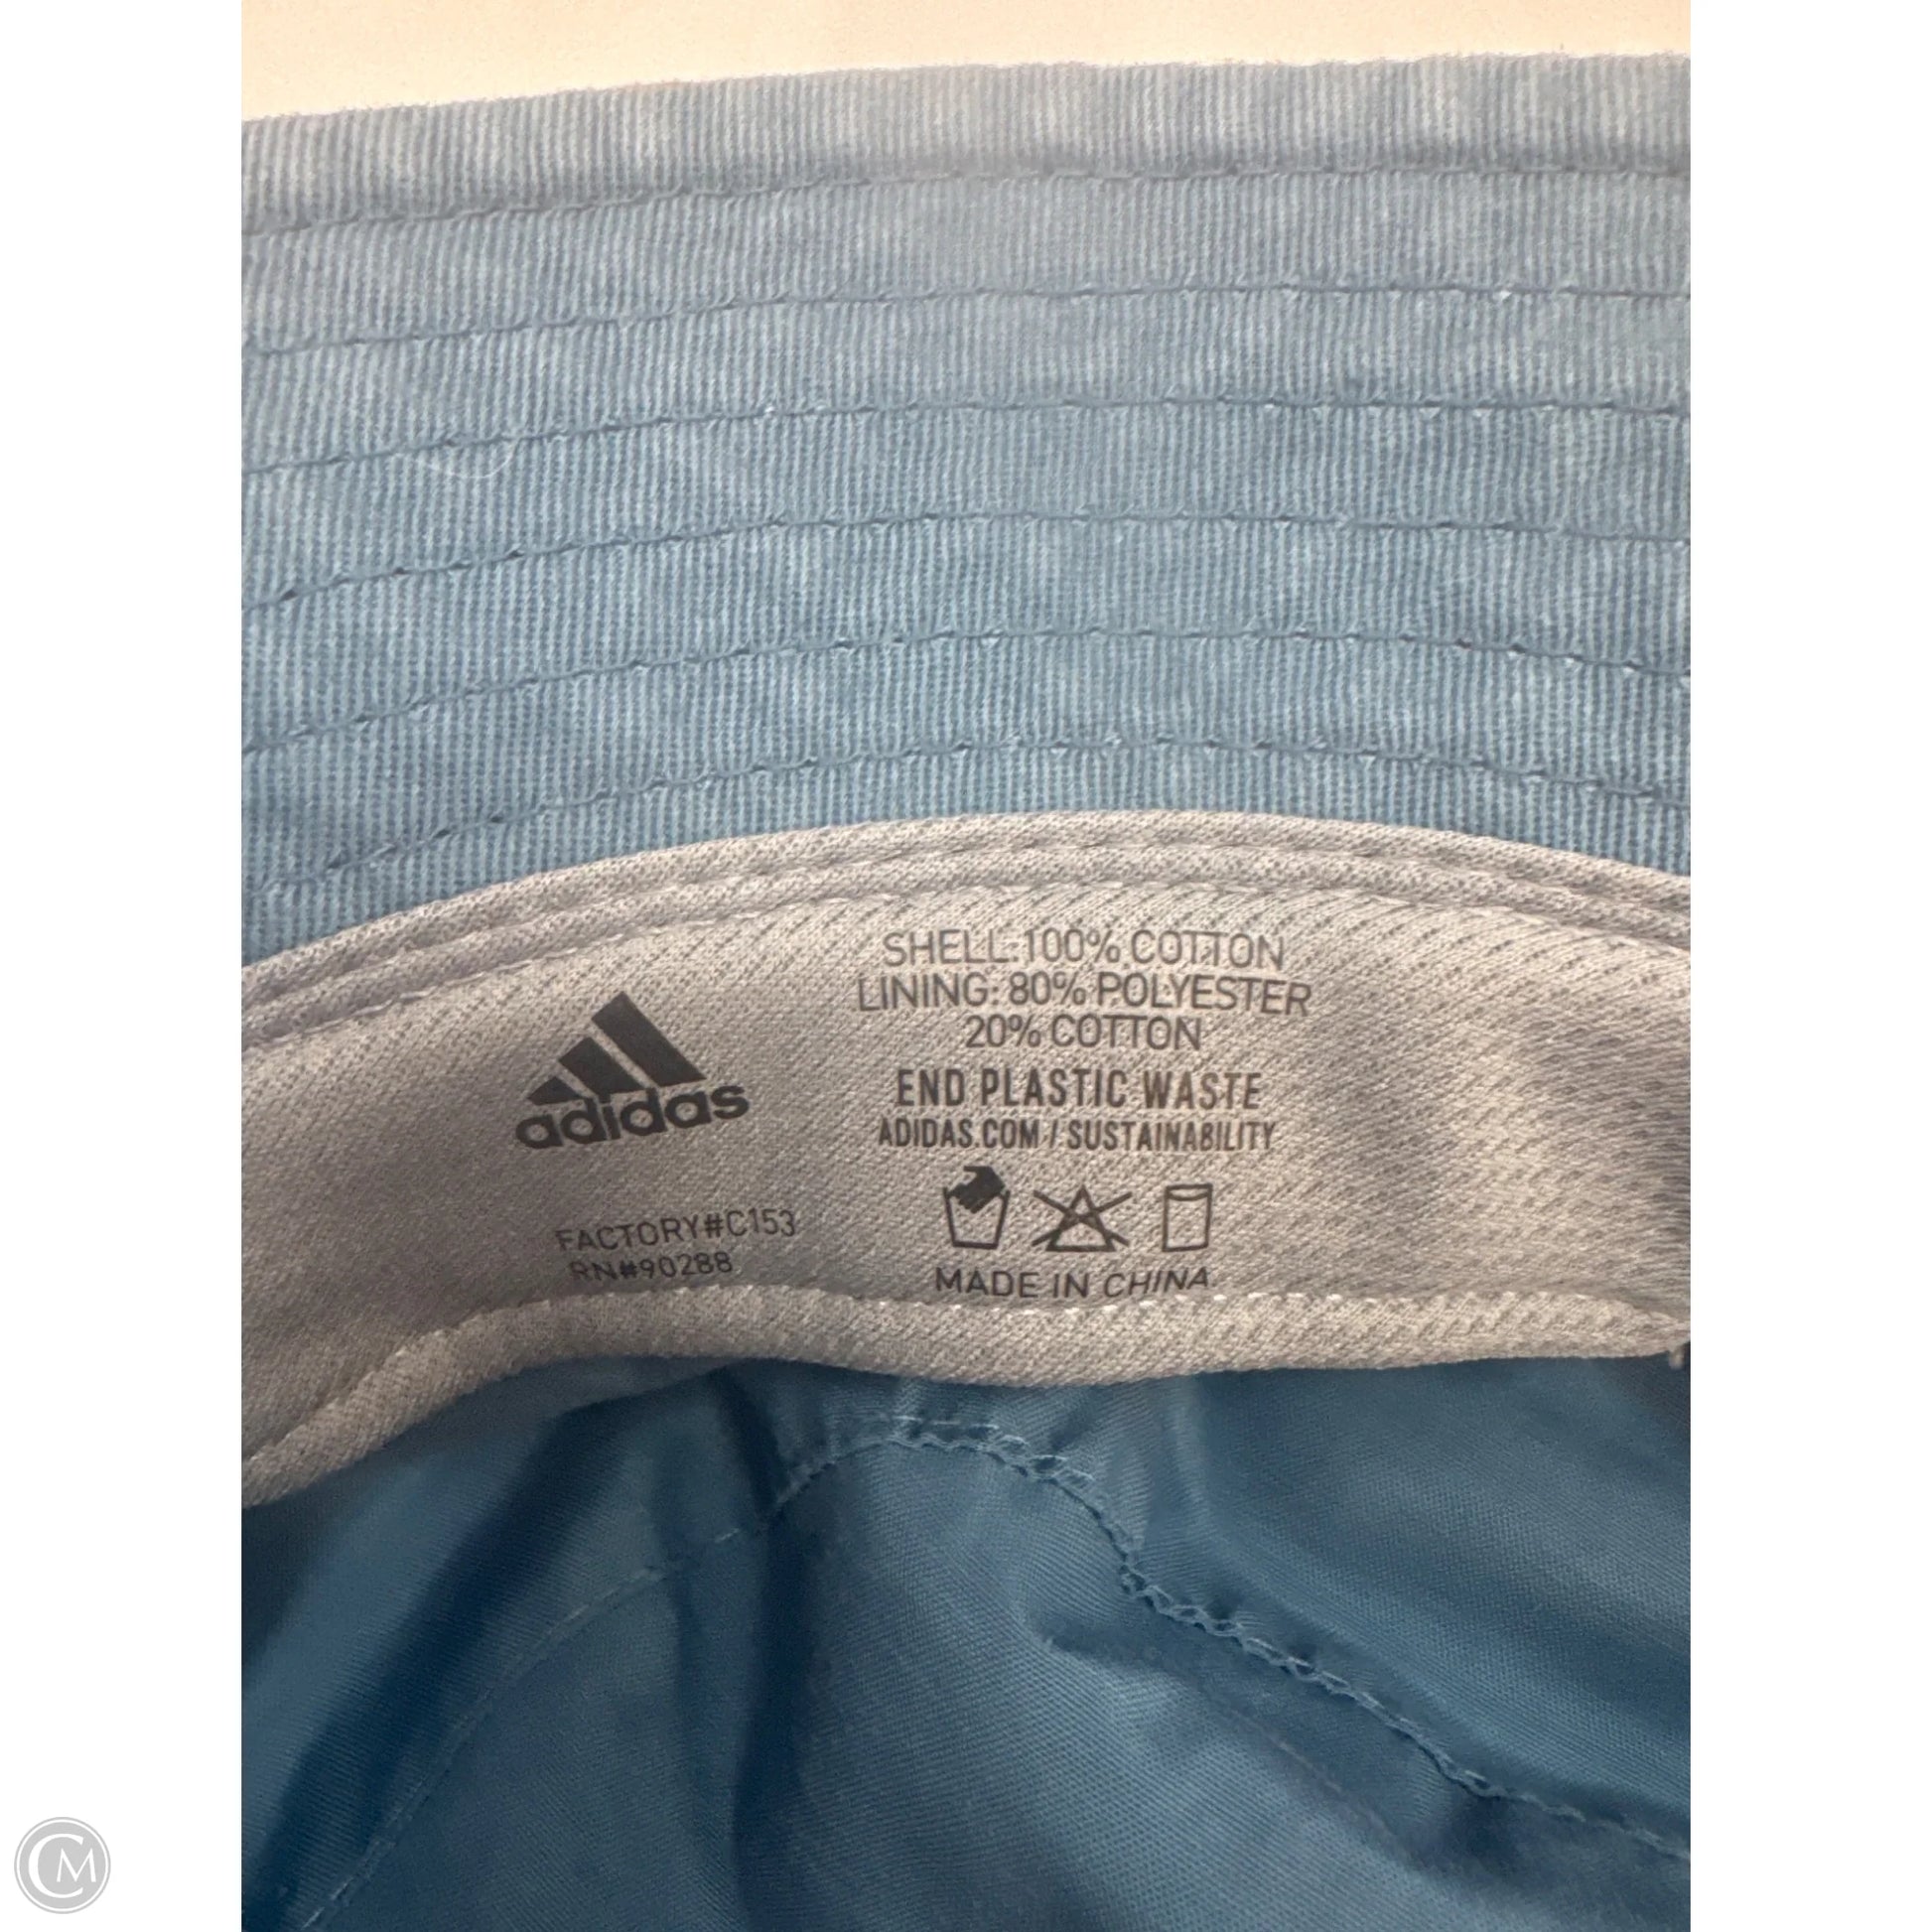 SHELL:100% COTTON
LINING: 80% POLYESTER
20% COTTON
END PLASTIC WASTE
ADIDAS.COM / SUSTAINABILITY
MADE IN CHINA
adidas
FACTORY#C153
RN#90288
CM